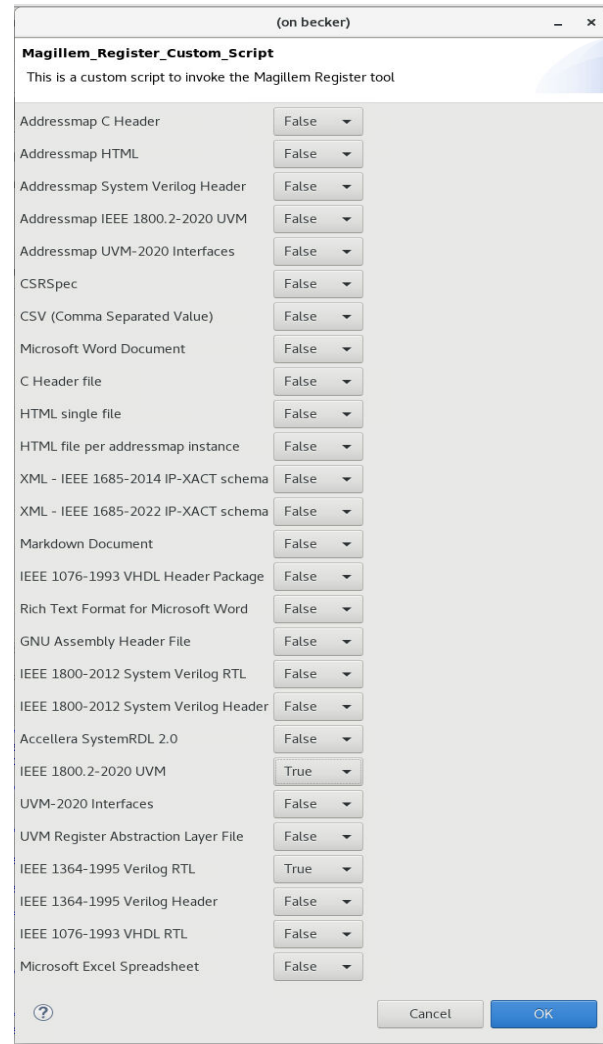 (on becker)
Magillem_Register_Custom_Script
This is a custom script to invoke the Magillem Register tool
Addressmap C Header False
Addressmap HTML False
Addressmap System Verilog Header False
Addressmap IEEE 1800.2-2020 UVM False
Addressmap UVM-2020 Interfaces False
CSRSpec False
CSV (Comma Separated Value) False
Microsoft Word Document False
C Header file False
HTML single file False
HTML file per addressmap instance False
XML - IEEE 1685-2014 IP-XACT schema False
XML - IEEE 1685-2022 IP-XACT schema False
Markdown Document False
IEEE 1076-1993 VHDL Header Package False
Rich Text Format for Microsoft Word False
GNU Assembly Header File False
IEEE 1800-2012 System Verilog RTL False
IEEE 1800-2012 System Verilog Header False
Accellera SystemRDL 2.0 False
IEEE 1800.2-2020 UVM True
UVM-2020 Interfaces False
UVM Register Abstraction Layer File False
IEEE 1364-1995 Verilog RTL True
IEEE 1364-1995 Verilog Header False
IEEE 1076-1993 VHDL RTL False
Microsoft Excel Spreadsheet False
? Cancel OK